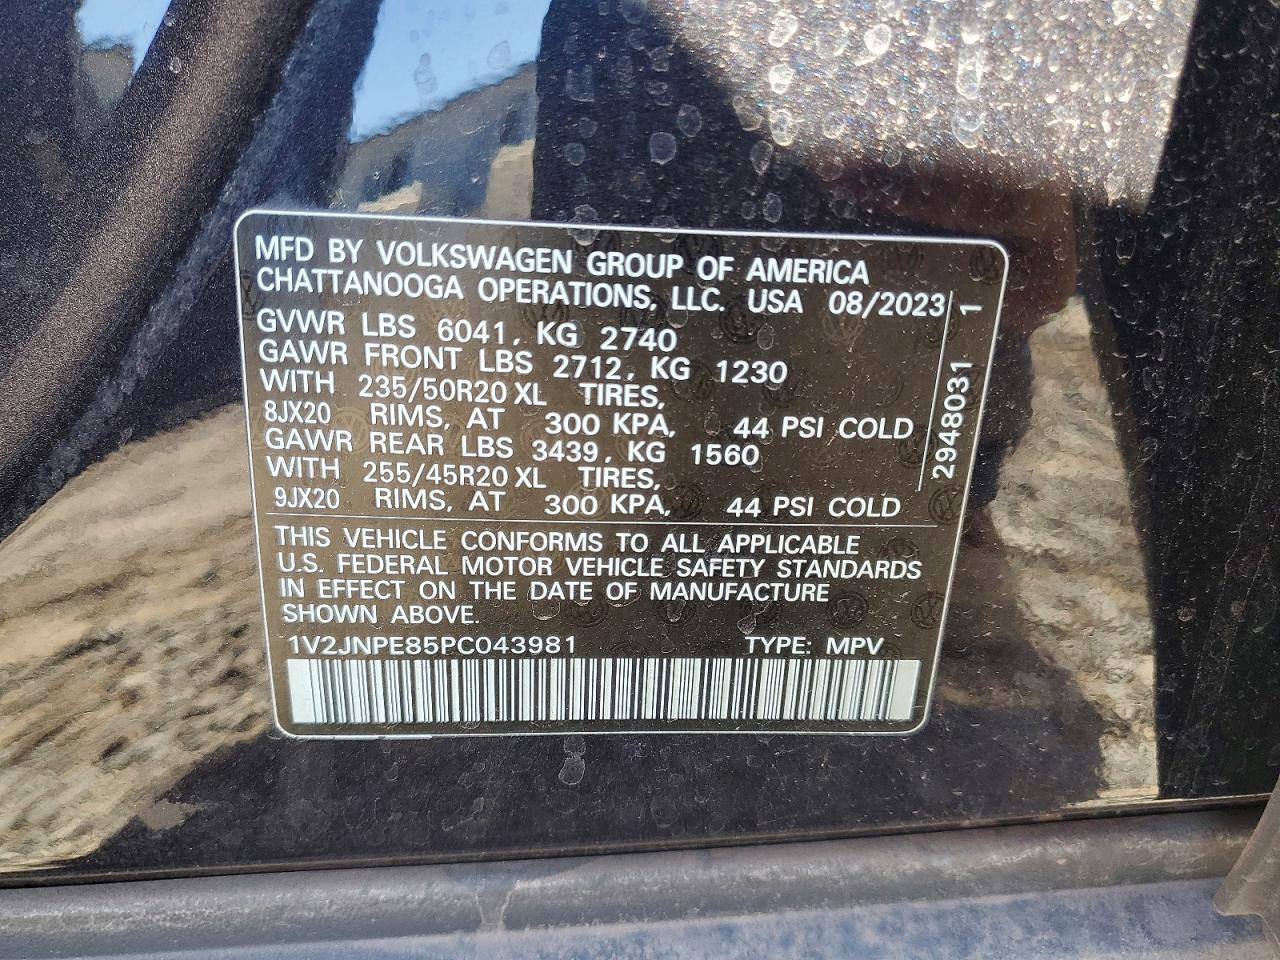 MFD BY VOLKSWAGEN GROUP OF AMERICA
CHATTANOOGA OPERATIONS, LLC. USA 08/2023
GVWR LBS 6041, KG 2740
GAWR FRONT LBS 2712, KG 1230
WITH 235/50R20 XL TIRES,
8JX20 RIMS, AT 300 KPA, 44 PSI COLD
GAWR REAR LBS 3439, KG 1560
WITH 255/45R20 XL TIRES,
9JX20 RIMS, AT 300 KPA, 44 PSI COLD
2948031 1
THIS VEHICLE CONFORMS TO ALL APPLICABLE
U.S. FEDERAL MOTOR VEHICLE SAFETY STANDARDS
IN EFFECT ON THE DATE OF MANUFACTURE
SHOWN ABOVE.
1V2JNPE85PC043981 TYPE: MPV